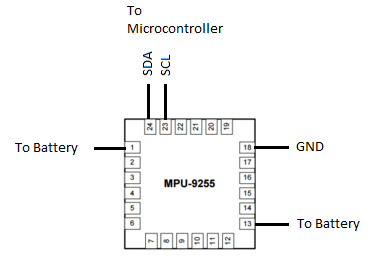 To
Microcontroller
SDA
SCL
24 23 22 21 20 19
To Battery
1
18
GND
2
17
3
16
MPU-9255
4
15
5
14
6
13
To Battery
7 8 9 10 11 12